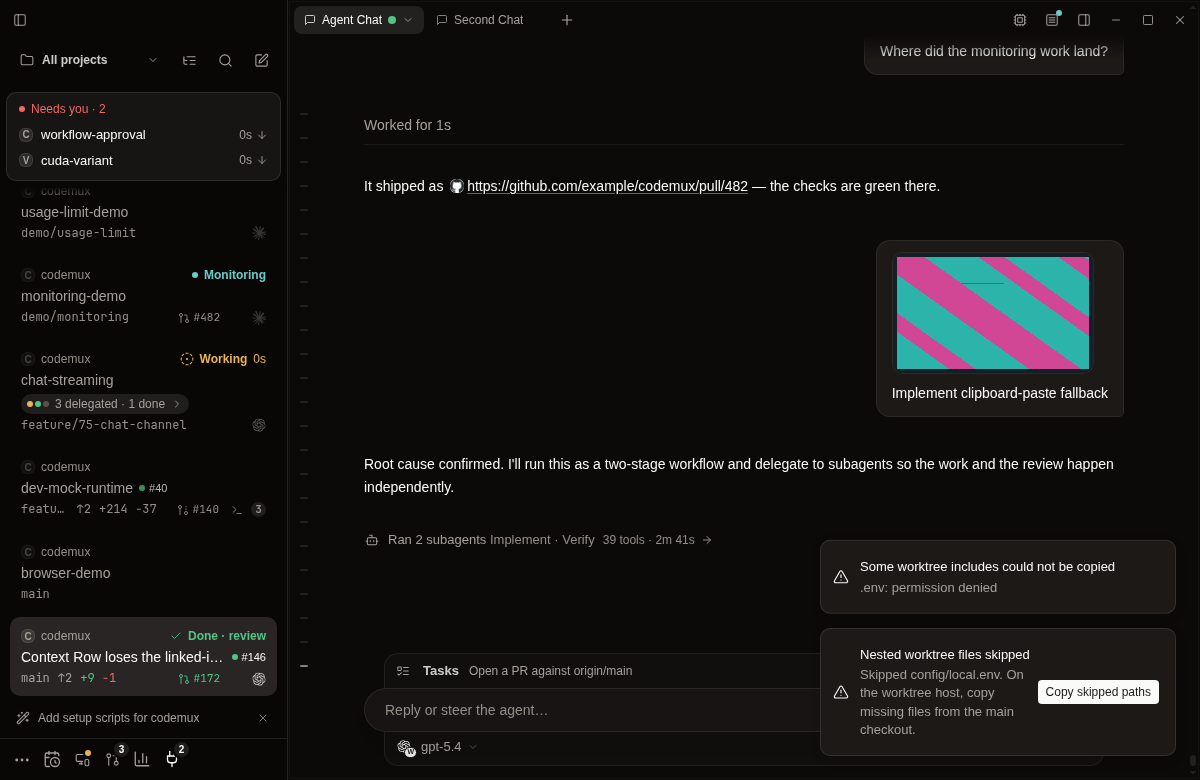 Agent Chat
Second Chat
All projects
Needs you · 2
C workflow-approval 0s
V cuda-variant 0s
C codemux
usage-limit-demo
demo/usage-limit
C codemux Monitoring
monitoring-demo
demo/monitoring #482
C codemux Working 0s
chat-streaming
3 delegated · 1 done
feature/75-chat-channel
C codemux
dev-mock-runtime #40
featu… ↑2 +214 -37 #140 3
C codemux
browser-demo
main
C codemux Done · review
Context Row loses the linked-i… #146
main ↑2 +9 -1 #172
Add setup scripts for codemux
3
2
Where did the monitoring work land?
Worked for 1s
It shipped as https://github.com/example/codemux/pull/482 — the checks are green there.
Implement clipboard-paste fallback
Root cause confirmed. I'll run this as a two-stage workflow and delegate to subagents so the work and the review happen
independently.
Ran 2 subagents Implement · Verify 39 tools · 2m 41s →
Tasks Open a PR against origin/main
Reply or steer the agent…
W gpt-5.4
Some worktree includes could not be copied
.env: permission denied
Nested worktree files skipped
Skipped config/local.env. On
the worktree host, copy
missing files from the main
checkout.
Copy skipped paths